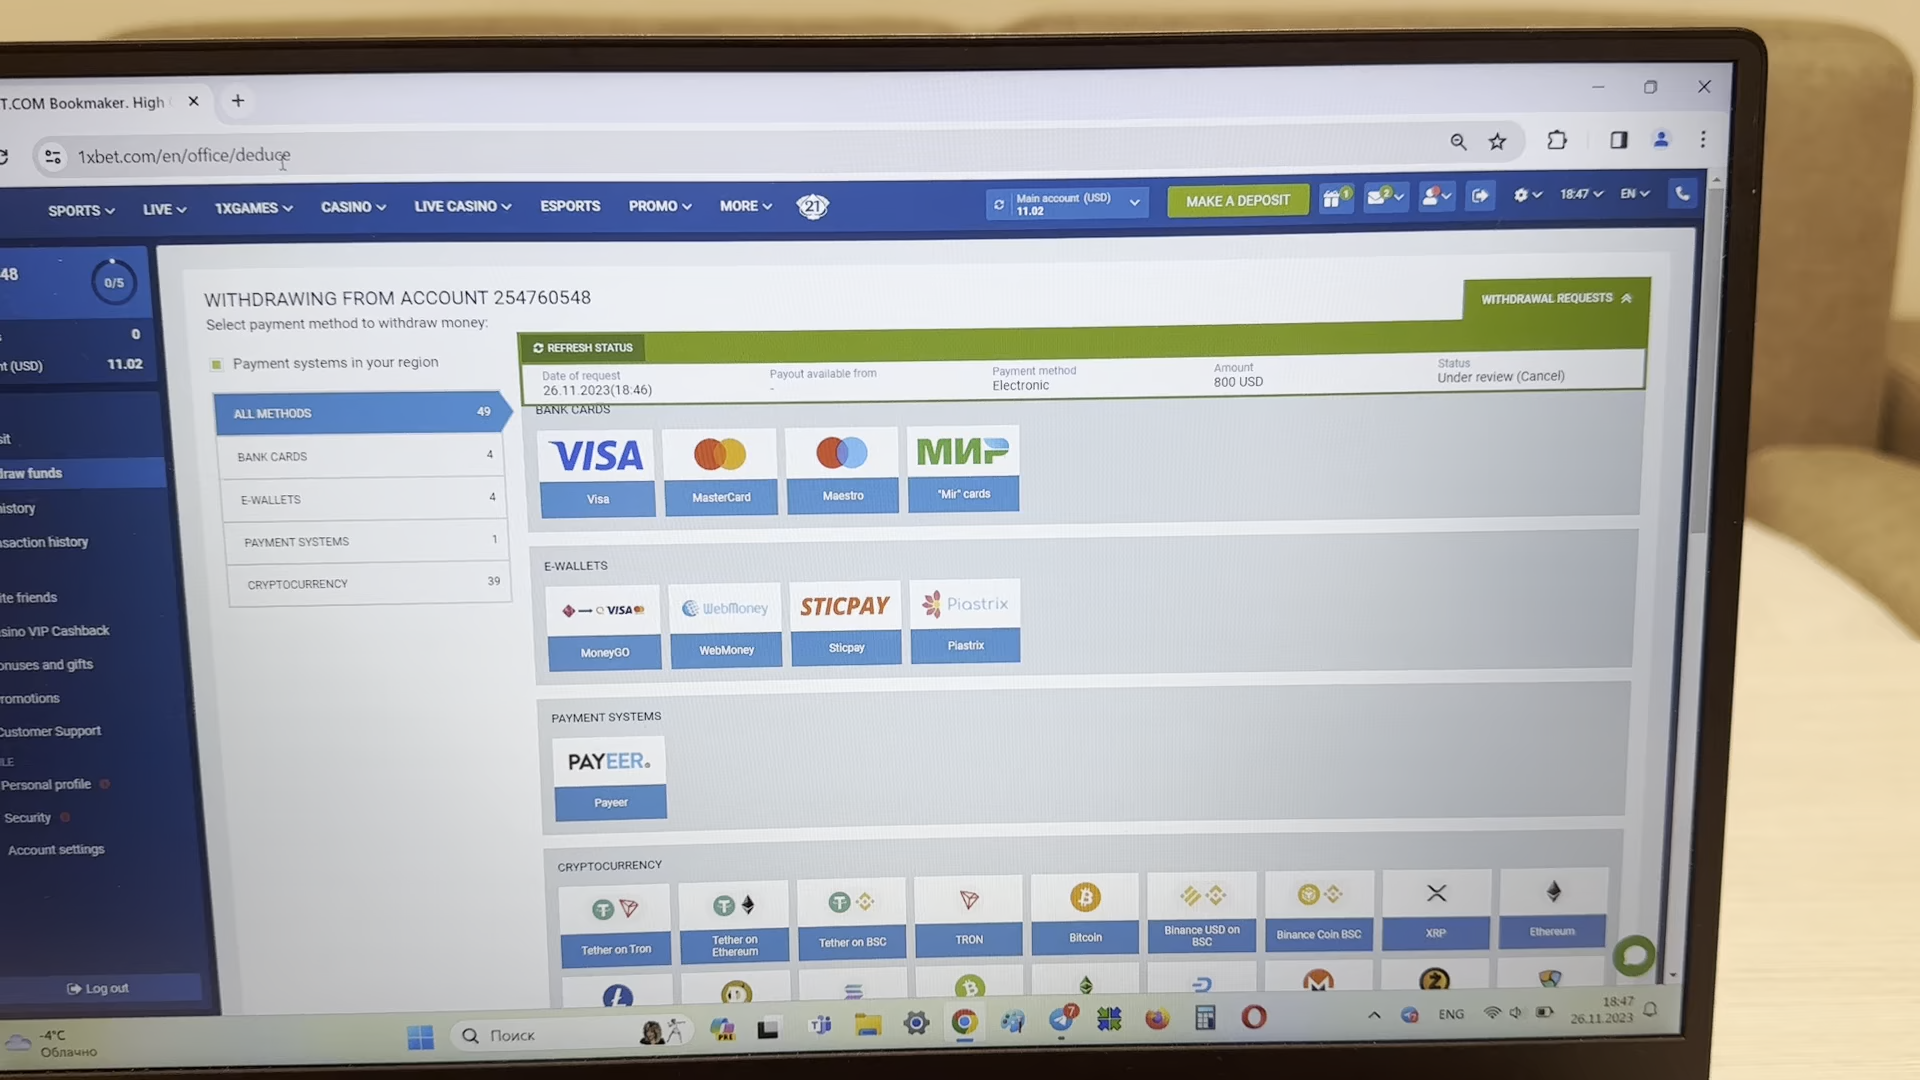 T.COM Bookmaker. High
1xbet.com/en/office/deduce
SPORTS LIVE 1XGAMES CASINO LIVE CASINO ESPORTS PROMO MORE 21
Main account (USD)
11.02
MAKE A DEPOSIT
1
2
18:47
EN
48
0/5
0
nt (USD) 11.02
sit
draw funds
history
nsaction history
ite friends
sino VIP Cashback
onuses and gifts
romotions
Customer Support
ILE
Personal profile
Security
Account settings
Log out
WITHDRAWING FROM ACCOUNT 254760548
Select payment method to withdraw money:
WITHDRAWAL REQUESTS
Payment systems in your region
ALL METHODS 49
BANK CARDS 4
E-WALLETS 4
PAYMENT SYSTEMS 1
CRYPTOCURRENCY 39
REFRESH STATUS
Date of request Payout available from Payment method Amount Status
26.11.2023(18:46) - Electronic 800 USD Under review (Cancel)
BANK CARDS
VISA МИР
Visa MasterCard Maestro "Mir" cards
E-WALLETS
VISA WebMoney STICPAY Piastrix
MoneyGO WebMoney Sticpay Piastrix
PAYMENT SYSTEMS
PAYEER
Payeer
CRYPTOCURRENCY
Tether on Tron
Tether on Ethereum
Tether on BSC
TRON
Bitcoin
Binance USD on BSC
Binance Coin BSC
XRP
Ethereum
-4°C
Облачно
Поиск
PRE
7
ENG
18:47
26.11.2023